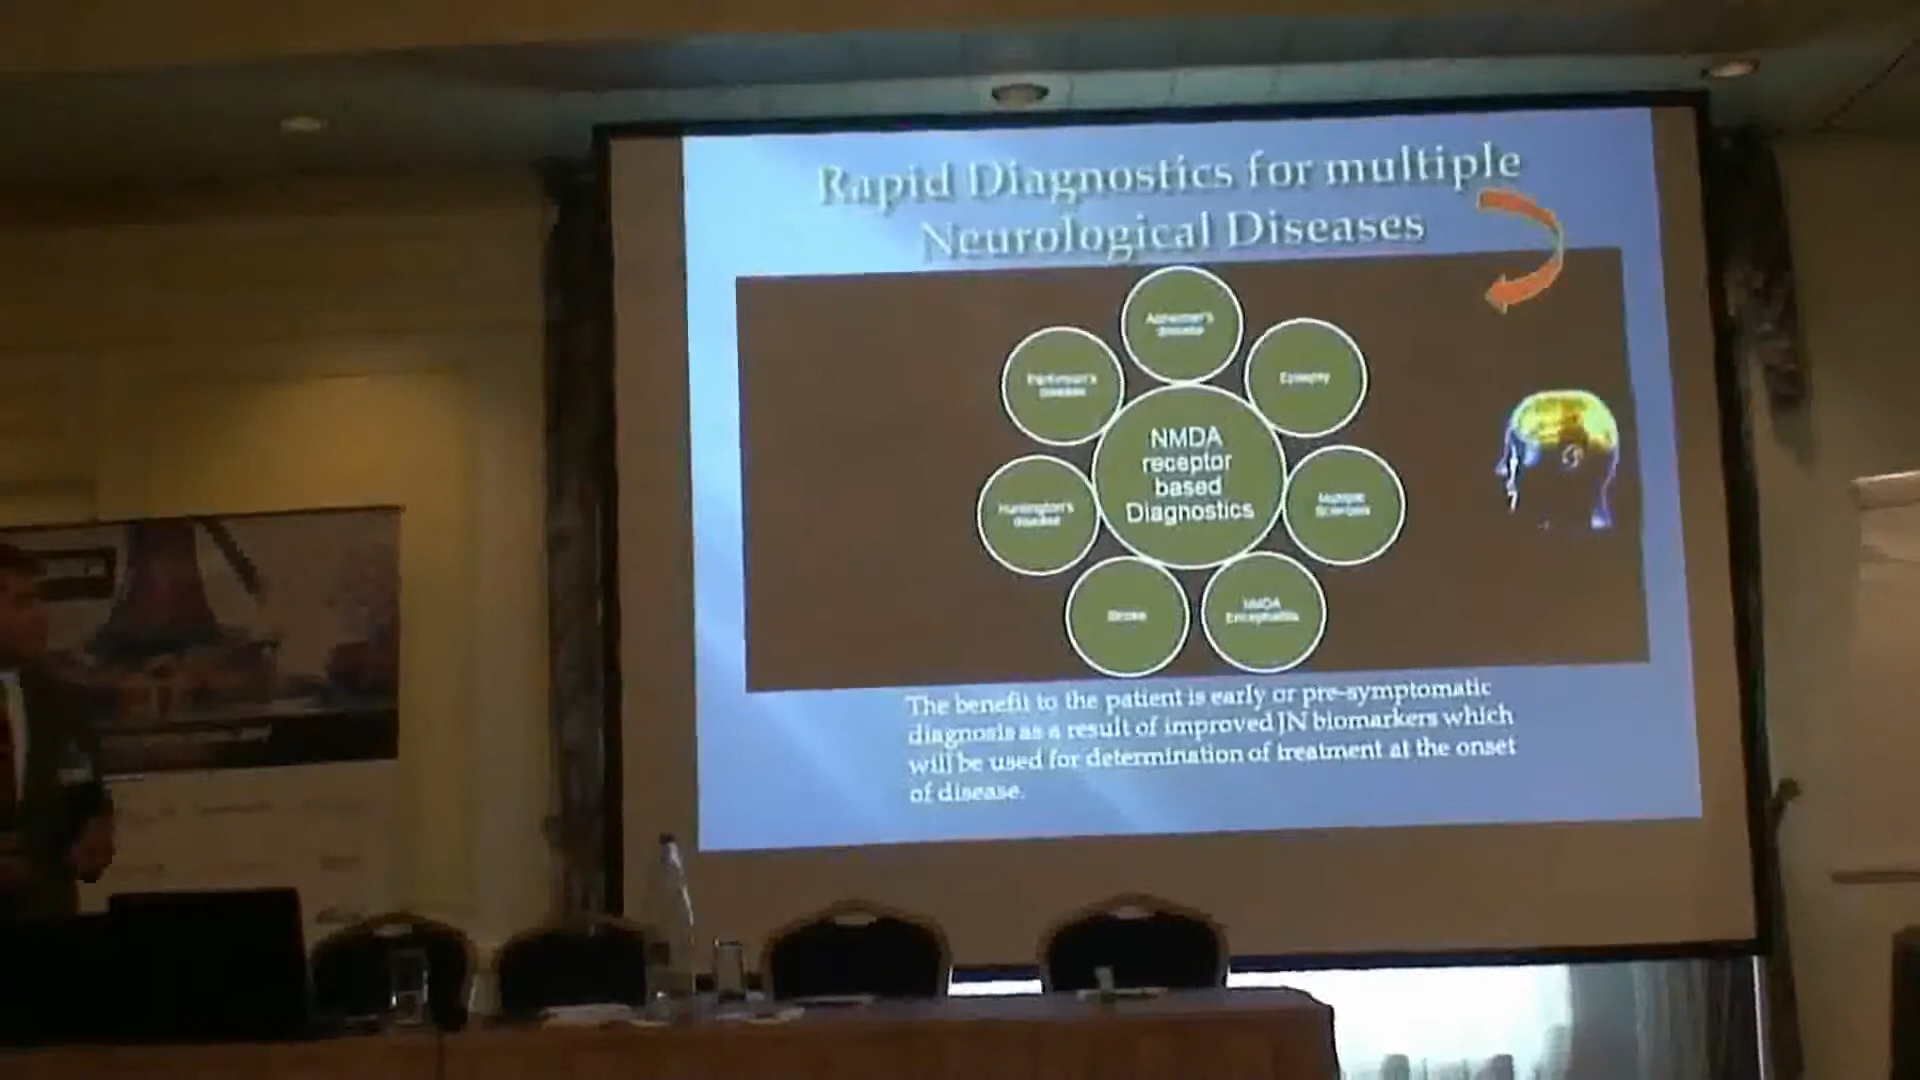 Rapid Diagnostics for multiple
Neurological Diseases
Alzheimer's
disease
Parkinson's
disease
Epilepsy
NMDA
receptor
based
Diagnostics
Huntington's
disease
Multiple
Sclerosis
Stroke
NMDA
Encephalitis
The benefit to the patient is early or pre-symptomatic
diagnosis as a result of improved JN biomarkers which
will be used for determination of treatment at the onset
of disease.